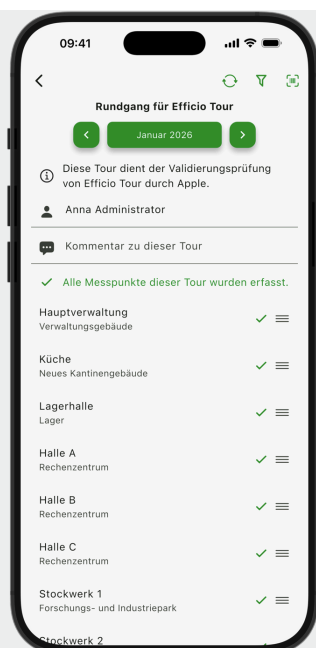 09:41
Rundgang für Efficio Tour
Januar 2026
Diese Tour dient der Validierungsprüfung
von Efficio Tour durch Apple.
Anna Administrator
Kommentar zu dieser Tour
Alle Messpunkte dieser Tour wurden erfasst.
Hauptverwaltung
Verwaltungsgebäude
Küche
Neues Kantinengebäude
Lagerhalle
Lager
Halle A
Rechenzentrum
Halle B
Rechenzentrum
Halle C
Rechenzentrum
Stockwerk 1
Forschungs- und Industriepark
Stockwerk 2